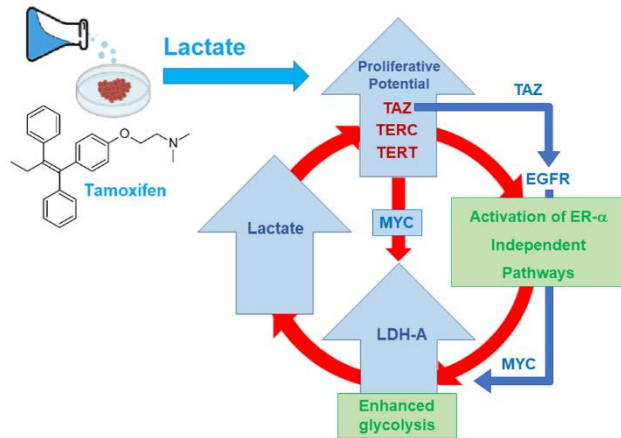 Lactate
Tamoxifen
O
N
Proliferative
Potential
TAZ
TERC
TERT
TAZ
EGFR
Activation of ER-α
Independent
Pathways
MYC
Lactate
LDH-A
MYC
Enhanced
glycolysis